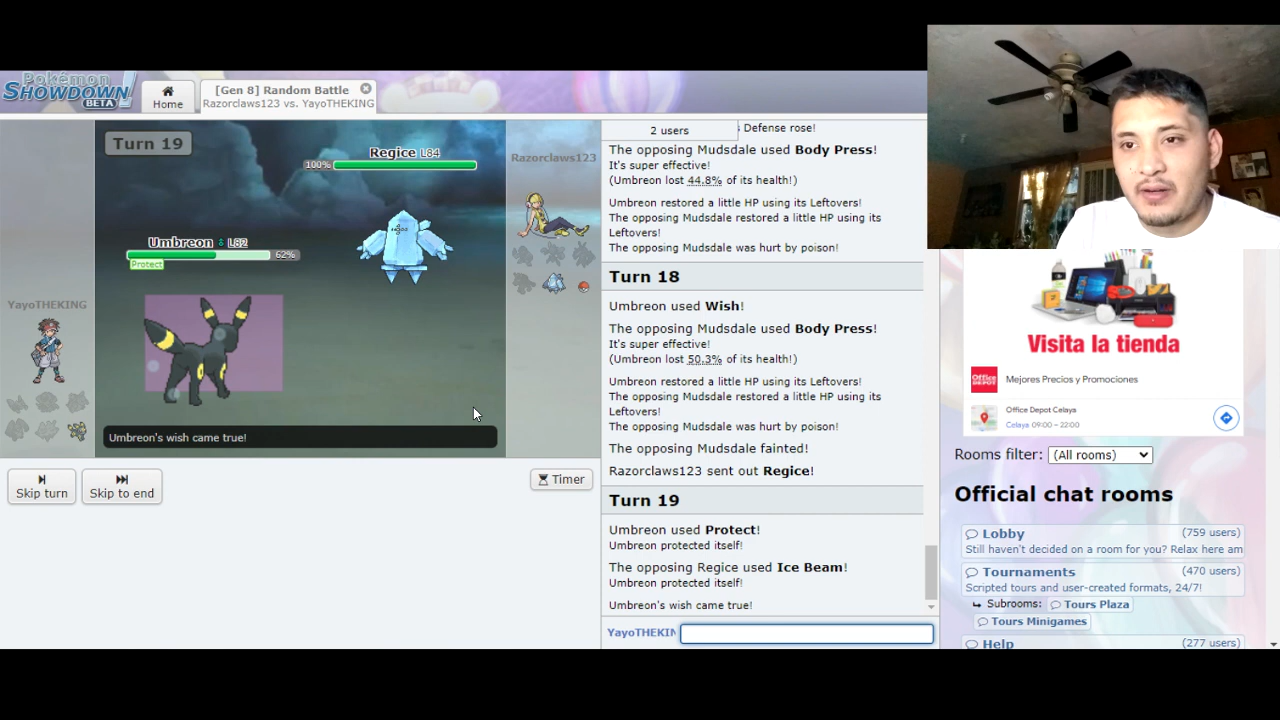 Pokémon
SHOWDOWN!
BETA
Home
[Gen 8] Random Battle
Razorclaws123 vs. YayoTHEKING
Turn 19
Regice L84
100%
Umbreon ♂ L82
62%
Protect
YayoTHEKING
Razorclaws123
Umbreon's wish came true!
Skip turn
Skip to end
Timer
2 users
Defense rose!
The opposing Mudsdale used Body Press!
It's super effective!
(Umbreon lost 44.8% of its health!)
Umbreon restored a little HP using its Leftovers!
The opposing Mudsdale restored a little HP using its
Leftovers!
The opposing Mudsdale was hurt by poison!
Turn 18
Umbreon used Wish!
The opposing Mudsdale used Body Press!
It's super effective!
(Umbreon lost 50.3% of its health!)
Umbreon restored a little HP using its Leftovers!
The opposing Mudsdale restored a little HP using its
Leftovers!
The opposing Mudsdale was hurt by poison!
The opposing Mudsdale fainted!
Razorclaws123 sent out Regice!
Turn 19
Umbreon used Protect!
Umbreon protected itself!
The opposing Regice used Ice Beam!
Umbreon protected itself!
Umbreon's wish came true!
YayoTHEKIN
Visita la tienda
Office DEPOT
Mejores Precios y Promociones
Office Depot Celaya
Celaya 09:00 – 22:00
Rooms filter: (All rooms)
Official chat rooms
Lobby (759 users)
Still haven't decided on a room for you? Relax here am
Tournaments (470 users)
Scripted tours and user-created formats, 24/7!
Subrooms: Tours Plaza
Tours Minigames
Help (277 users)